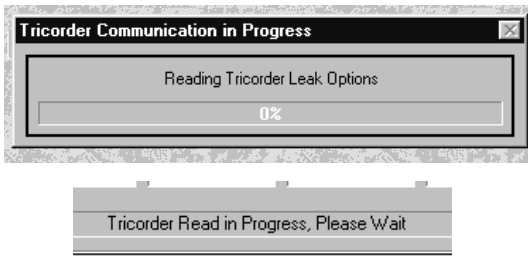 Tricorder Communication in Progress
Reading Tricorder Leak Options
0%
Tricorder Read in Progress, Please Wait